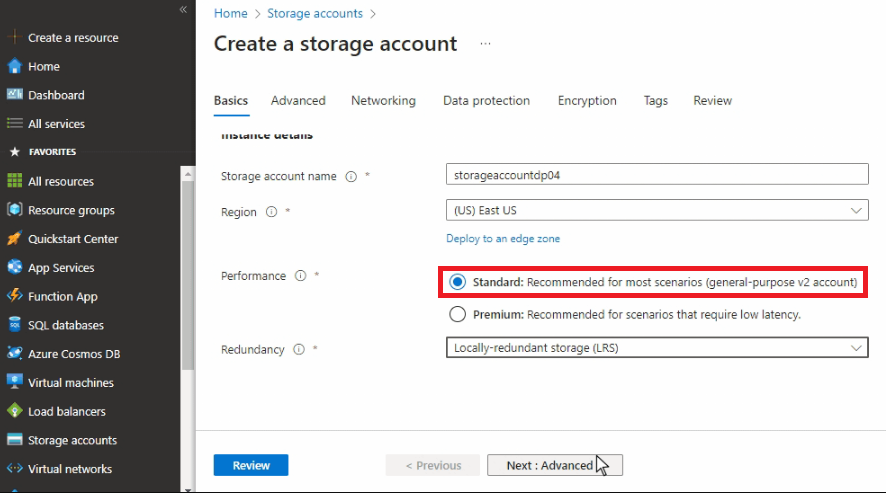 «
Create a resource
Home
Dashboard
All services
FAVORITES
All resources
Resource groups
Quickstart Center
App Services
Function App
SQL databases
Azure Cosmos DB
Virtual machines
Load balancers
Storage accounts
Virtual networks
Home > Storage accounts >
Create a storage account ...
Basics Advanced Networking Data protection Encryption Tags Review
Instance details
Storage account name * storageaccountdp04
Region * (US) East US
Deploy to an edge zone
Performance * Standard: Recommended for most scenarios (general-purpose v2 account)
Premium: Recommended for scenarios that require low latency.
Redundancy * Locally-redundant storage (LRS)
Review < Previous Next : Advanced